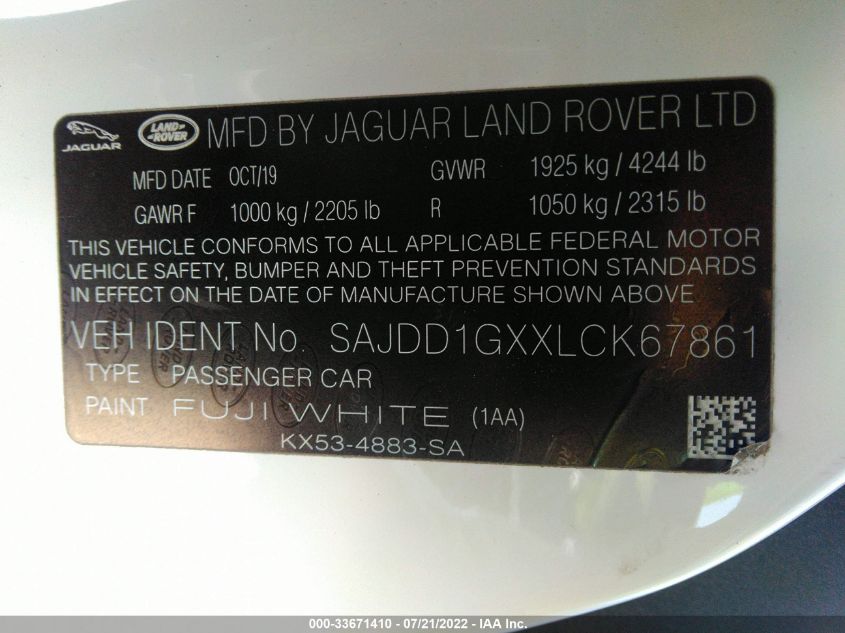 JAGUAR LAND ROVER MFD BY JAGUAR LAND ROVER LTD
MFD DATE OCT/19 GVWR 1925 kg / 4244 lb
GAWR F 1000 kg / 2205 lb R 1050 kg / 2315 lb
THIS VEHICLE CONFORMS TO ALL APPLICABLE FEDERAL MOTOR
VEHICLE SAFETY, BUMPER AND THEFT PREVENTION STANDARDS
IN EFFECT ON THE DATE OF MANUFACTURE SHOWN ABOVE.
VEH IDENT No. SAJDD1GXXLCK67861
TYPE PASSENGER CAR
PAINT FUJI WHITE (1AA)
KX53-4883-SA
000-33671410 - 07/21/2022 - IAA, Inc.